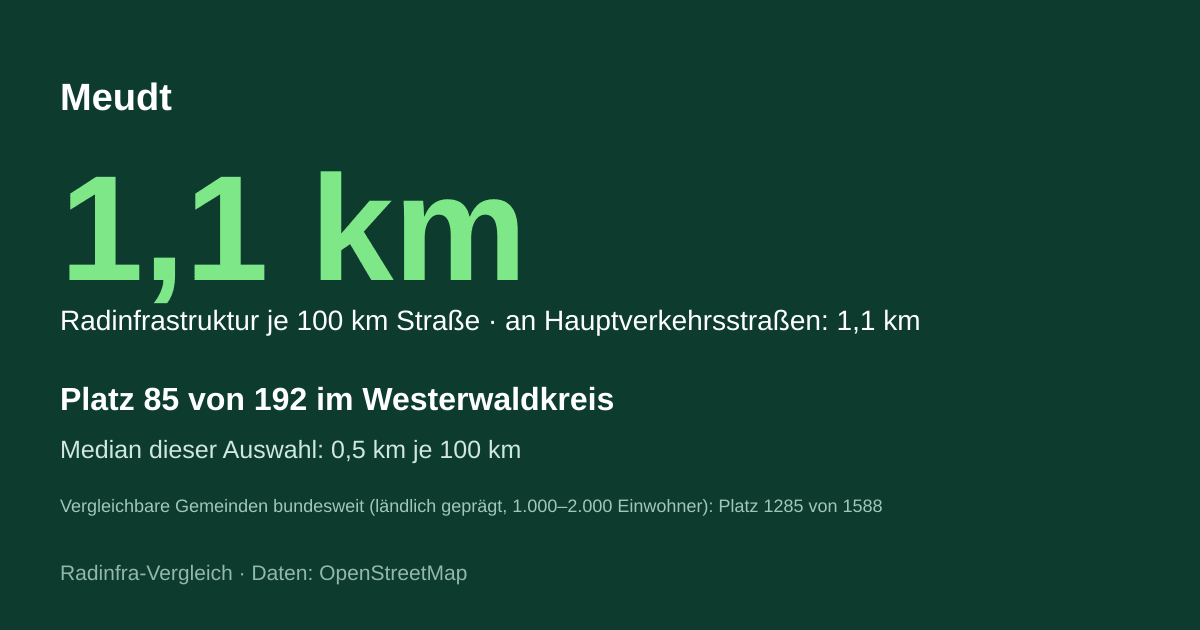 Meudt
1,1 km
Radinfrastruktur je 100 km Straße · an Hauptverkehrsstraßen: 1,1 km
Platz 85 von 192 im Westerwaldkreis
Median dieser Auswahl: 0,5 km je 100 km
Vergleichbare Gemeinden bundesweit (ländlich geprägt, 1.000–2.000 Einwohner): Platz 1285 von 1588
Radinfra-Vergleich · Daten: OpenStreetMap